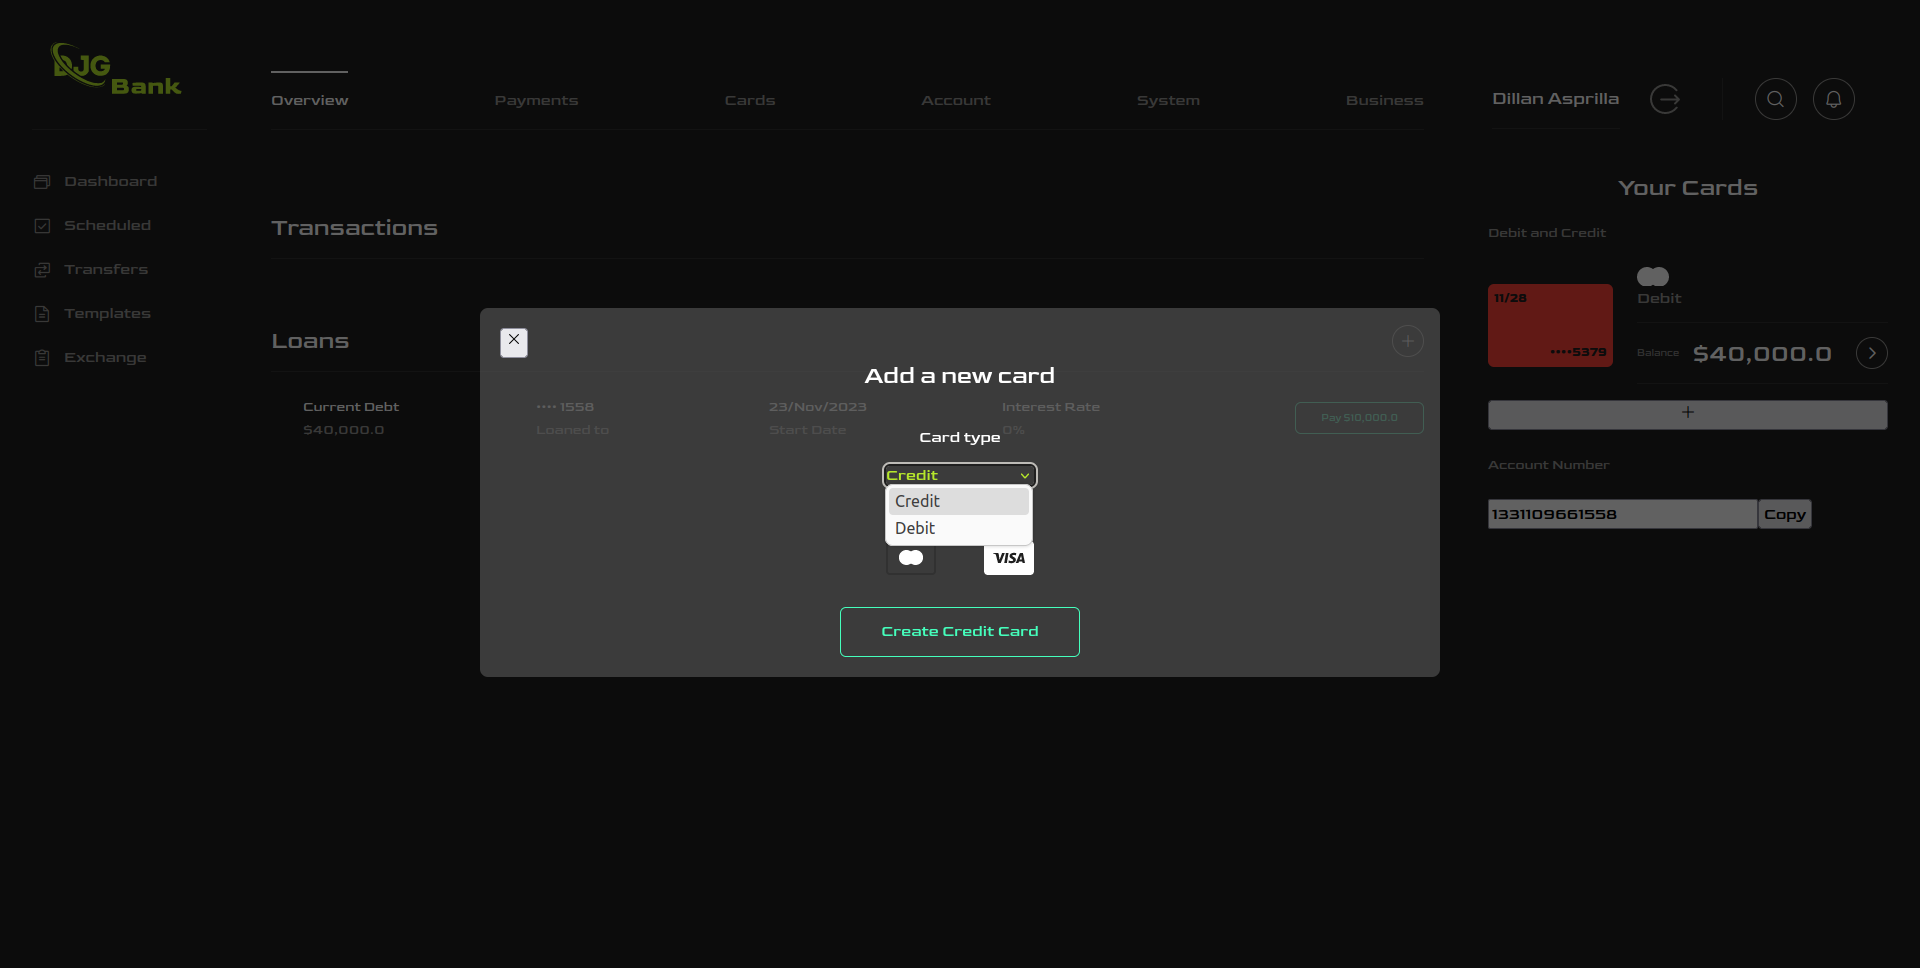 DJG
Bank
Overview
Payments
Cards
Account
System
Business
Dillan Asprilla
Dashboard
Scheduled
Transfers
Templates
Exchange
Transactions
Loans
Current Debt
$40,000.0
•••• 1558
Loaned to
23/Nov/2023
Start Date
Interest Rate
0%
Pay $10,000.0
Add a new card
Card type
Credit
Credit
Debit
VISA
Create Credit Card
Your Cards
Debit and Credit
11/28
••••5379
Debit
Balance
$40,000.0
Account Number
1331109661558
Copy